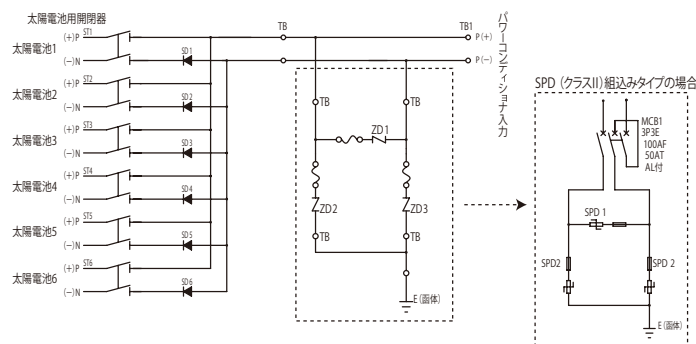 太陽電池用開閉器
太陽電池1
(+)P
ST1
(−)N
SD1
太陽電池2
(+)P
ST2
(−)N
SD2
太陽電池3
(+)P
ST3
(−)N
SD3
太陽電池4
(+)P
ST4
(−)N
SD4
太陽電池5
(+)P
ST5
(−)N
SD5
太陽電池6
(+)P
ST6
(−)N
SD6
TB
TB1
P(+)
P(−)
パワーコンディショナ入力
TB
TB
ZD1
ZD2
ZD3
TB
TB
E(函体)
SPD (クラスII)組込みタイプの場合
MCB1
3P3E
100AF
50AT
AL付
SPD 1
SPD2
SPD 2
E (函体)